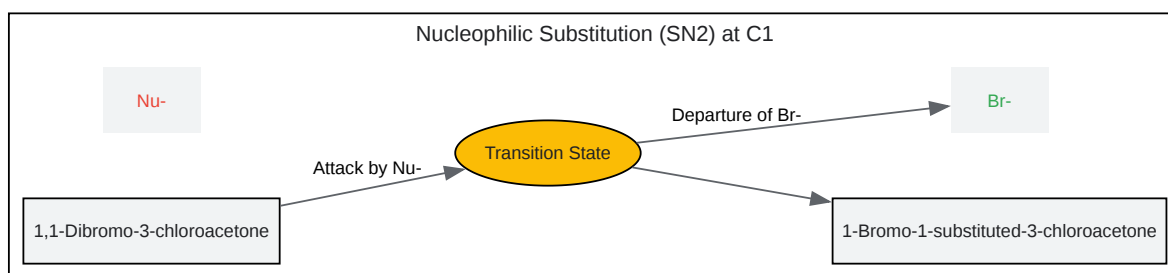 Nucleophilic Substitution (SN2) at C1
Nu-
Br-
Departure of Br-
Transition State
Attack by Nu-
1,1-Dibromo-3-chloroacetone
1-Bromo-1-substituted-3-chloroacetone